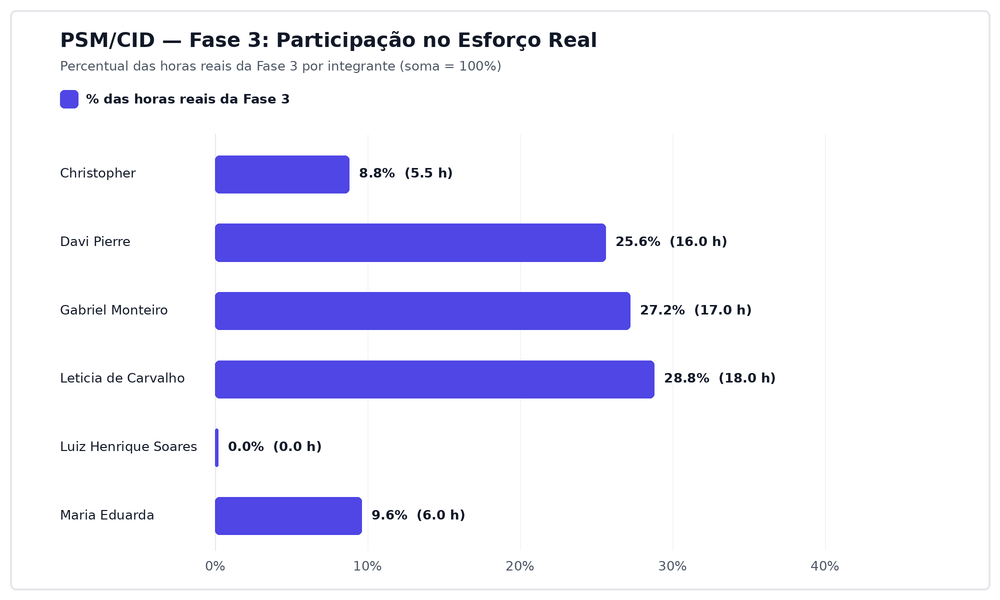 PSM/CID — Fase 3: Participação no Esforço Real
Percentual das horas reais da Fase 3 por integrante (soma = 100%)
% das horas reais da Fase 3
Christopher 8.8% (5.5 h)
Davi Pierre 25.6% (16.0 h)
Gabriel Monteiro 27.2% (17.0 h)
Leticia de Carvalho 28.8% (18.0 h)
Luiz Henrique Soares 0.0% (0.0 h)
Maria Eduarda 9.6% (6.0 h)
0% 10% 20% 30% 40%